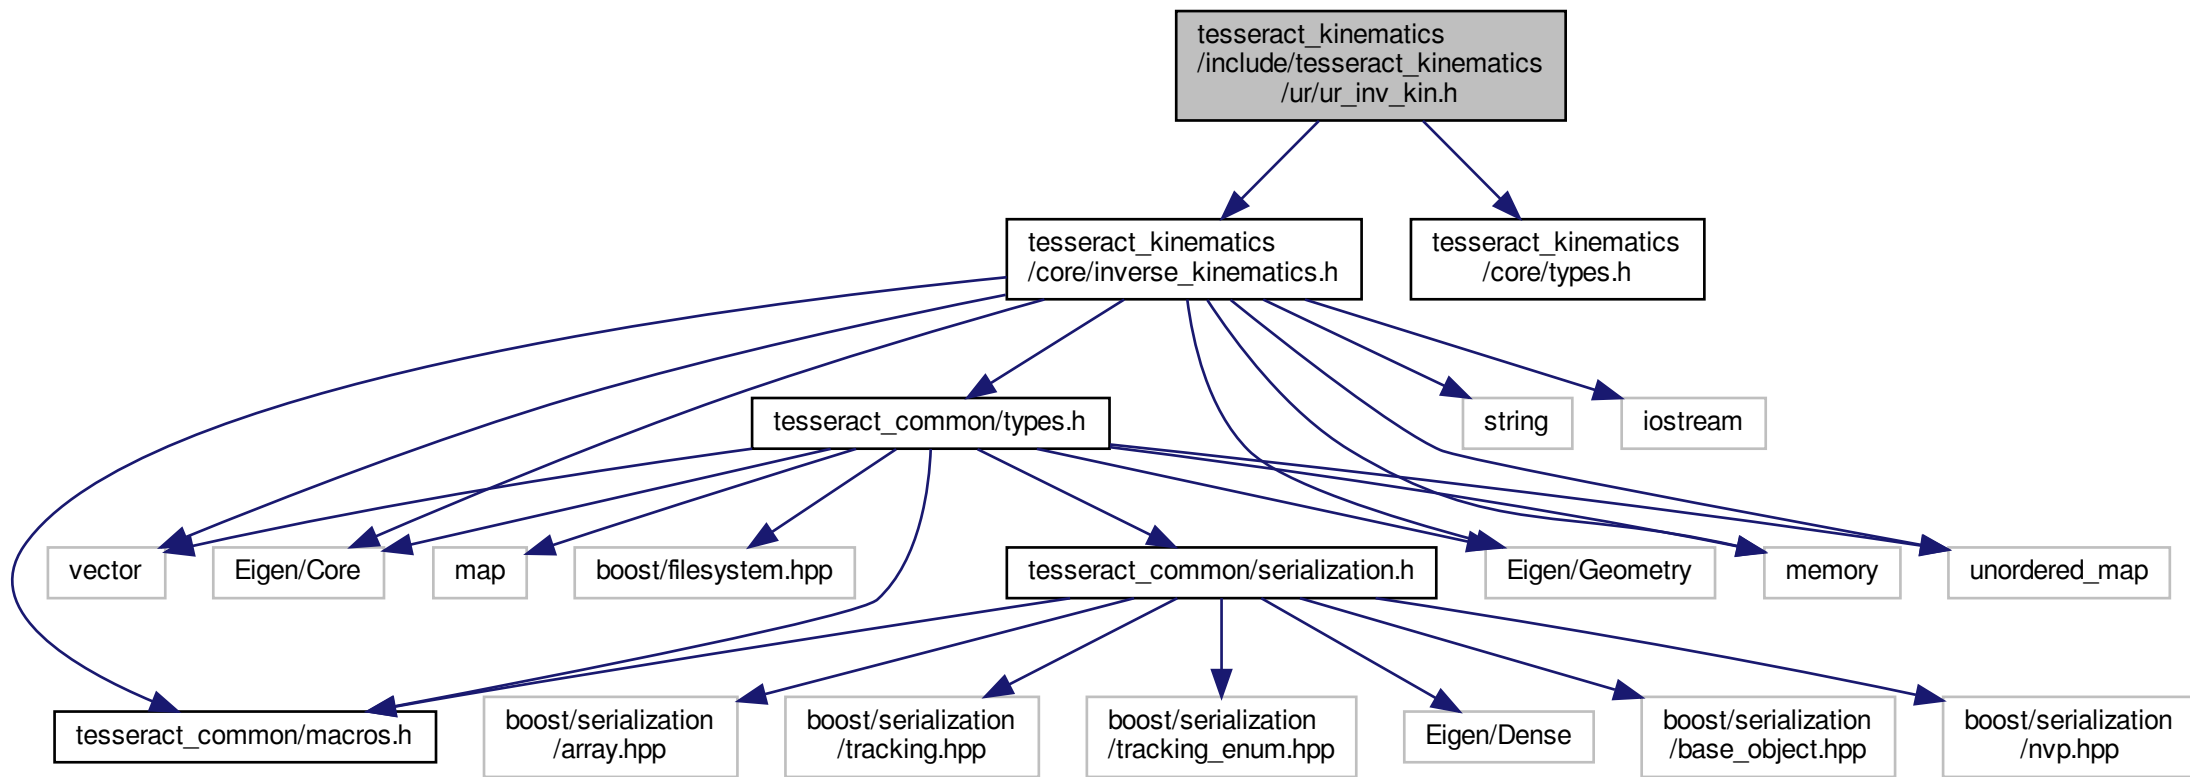 tesseract_kinematics
/include/tesseract_kinematics
/ur/ur_inv_kin.h
tesseract_kinematics
/core/inverse_kinematics.h
tesseract_kinematics
/core/types.h
tesseract_common/types.h
string
iostream
vector
Eigen/Core
map
boost/filesystem.hpp
tesseract_common/serialization.h
Eigen/Geometry
memory
unordered_map
tesseract_common/macros.h
boost/serialization
/array.hpp
boost/serialization
/tracking.hpp
boost/serialization
/tracking_enum.hpp
Eigen/Dense
boost/serialization
/base_object.hpp
boost/serialization
/nvp.hpp